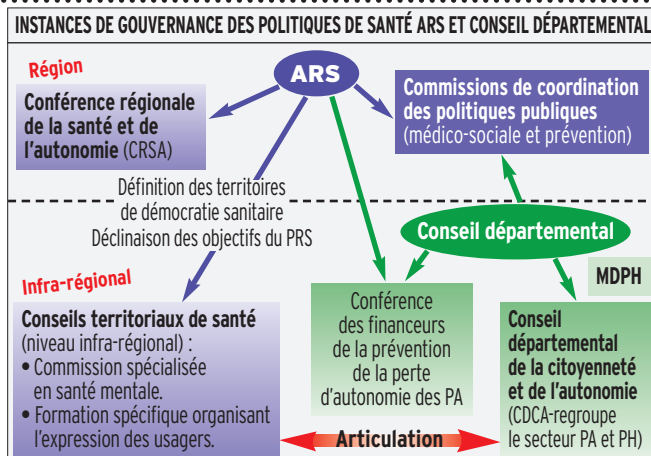 INSTANCES DE GOUVERNANCE DES POLITIQUES DE SANTÉ ARS ET CONSEIL DÉPARTEMENTAL
Région
ARS
Conférence régionale
de la santé et de
l'autonomie (CRSA)
Commissions de coordination
des politiques publiques
(médico-sociale et prévention)
Définition des territoires
de démocratie sanitaire
Déclinaison des objectifs du PRS
Conseil départemental
MDPH
Infra-régional
Conseils territoriaux de santé
(niveau infra-régional) :
• Commission spécialisée
en santé mentale.
• Formation spécifique organisant
l'expression des usagers.
Conférence
des financeurs
de la prévention
de la perte
d'autonomie des PA
Conseil
départemental
de la citoyenneté
et de l'autonomie
(CDCA-regroupe
le secteur PA et PH)
Articulation